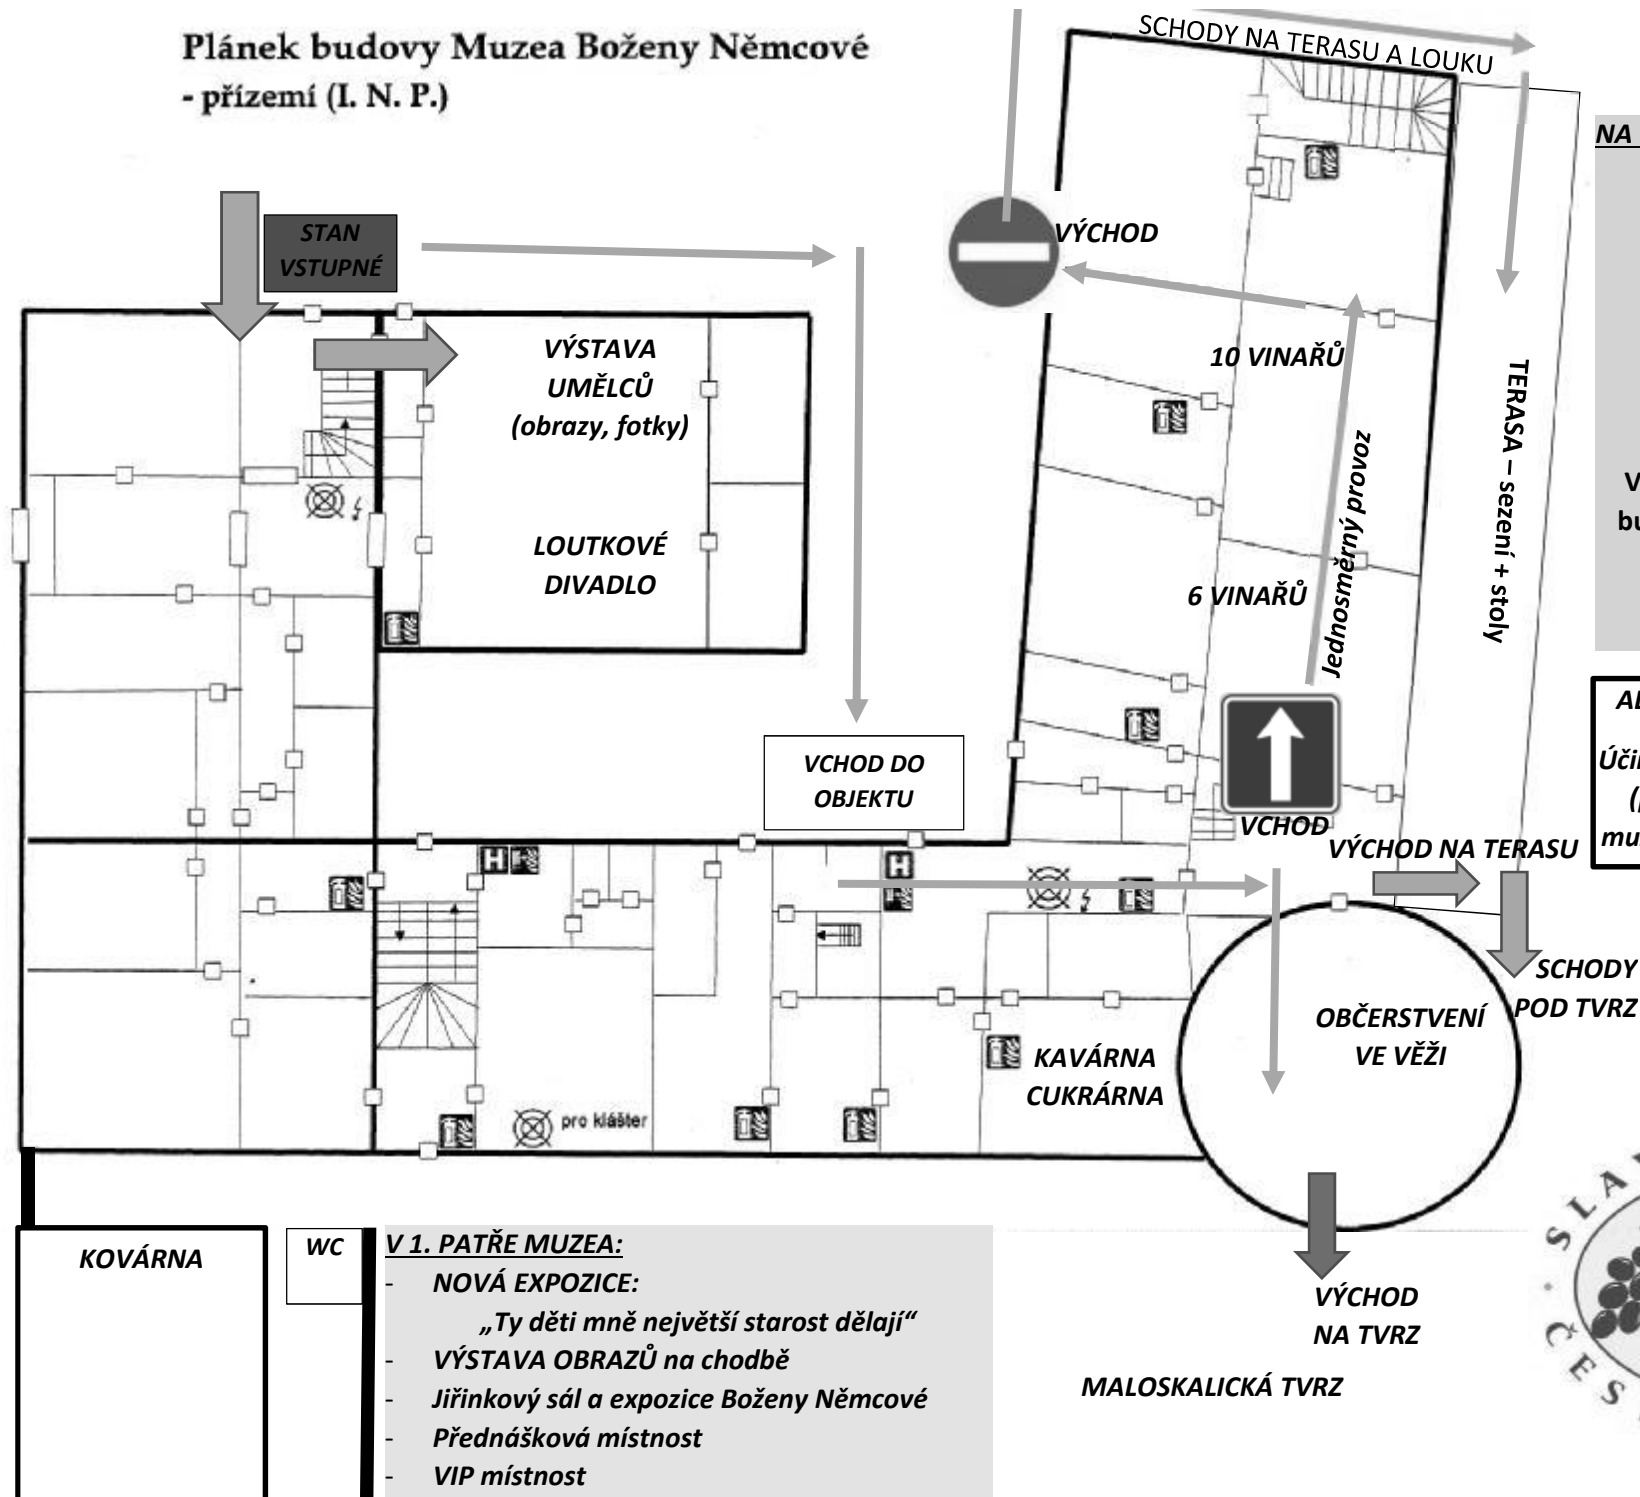 Plánek budovy Muzea Boženy Němcové
- přízemí (I. N. P.)
SCHODY NA TERASU A LOUKU
NA
STAN
VSTUPNÉ
VÝCHOD
VÝSTAVA
UMĚLCŮ
(obrazy, fotky)
10 VINAŘŮ
TERASA – sezení + stoly
Jednosměrný provoz
LOUTKOVÉ
DIVADLO
6 VINAŘŮ
VCHOD DO
OBJEKTU
VCHOD
VÝCHOD NA TERASU
H
H
SCHODY
POD TVRZ
OBČERSTVENÍ
VE VĚŽI
KAVÁRNA
CUKRÁRNA
pro klášter
KOVÁRNA
WC
V 1. PATŘE MUZEA:
- NOVÁ EXPOZICE:
„Ty děti mně největší starost dělají“
- VÝSTAVA OBRAZŮ na chodbě
- Jiřinkový sál a expozice Boženy Němcové
- Přednášková místnost
- VIP místnost
VÝCHOD
NA TVRZ
MALOSKALICKÁ TVRZ